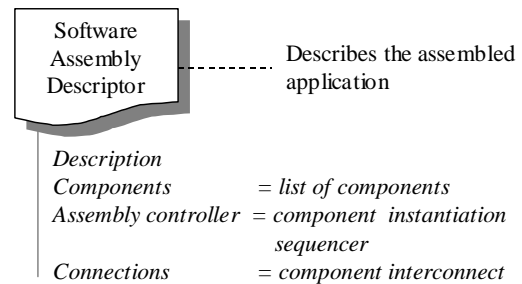 Software
Assembly
Descriptor
Describes the assembled
application
Description
Components = list of components
Assembly controller = component instantiation
sequencer
Connections = component interconnect